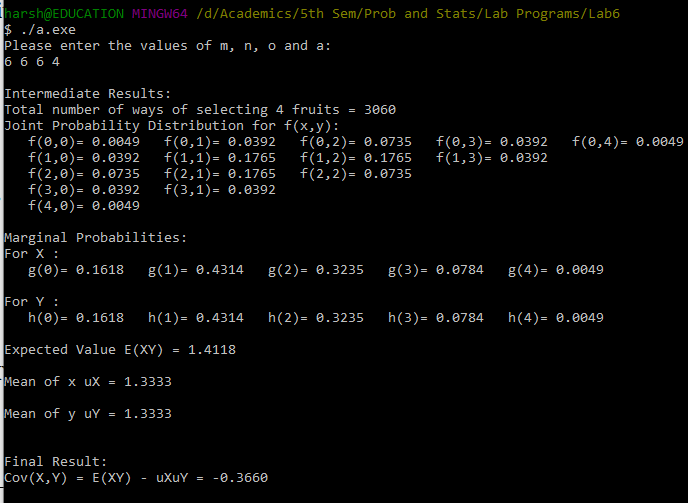 harsh@EDUCATION MINGW64 /d/Academics/5th Sem/Prob and Stats/Lab Programs/Lab6
$ ./a.exe
Please enter the values of m, n, o and a:
6 6 6 4
Intermediate Results:
Total number of ways of selecting 4 fruits = 3060
Joint Probability Distribution for f(x,y):
f(0,0)= 0.0049 f(0,1)= 0.0392 f(0,2)= 0.0735 f(0,3)= 0.0392 f(0,4)= 0.0049
f(1,0)= 0.0392 f(1,1)= 0.1765 f(1,2)= 0.1765 f(1,3)= 0.0392
f(2,0)= 0.0735 f(2,1)= 0.1765 f(2,2)= 0.0735
f(3,0)= 0.0392 f(3,1)= 0.0392
f(4,0)= 0.0049
Marginal Probabilities:
For X :
g(0)= 0.1618 g(1)= 0.4314 g(2)= 0.3235 g(3)= 0.0784 g(4)= 0.0049
For Y :
h(0)= 0.1618 h(1)= 0.4314 h(2)= 0.3235 h(3)= 0.0784 h(4)= 0.0049
Expected Value E(XY) = 1.4118
Mean of x uX = 1.3333
Mean of y uY = 1.3333
Final Result:
Cov(X,Y) = E(XY) - uXuY = -0.3660